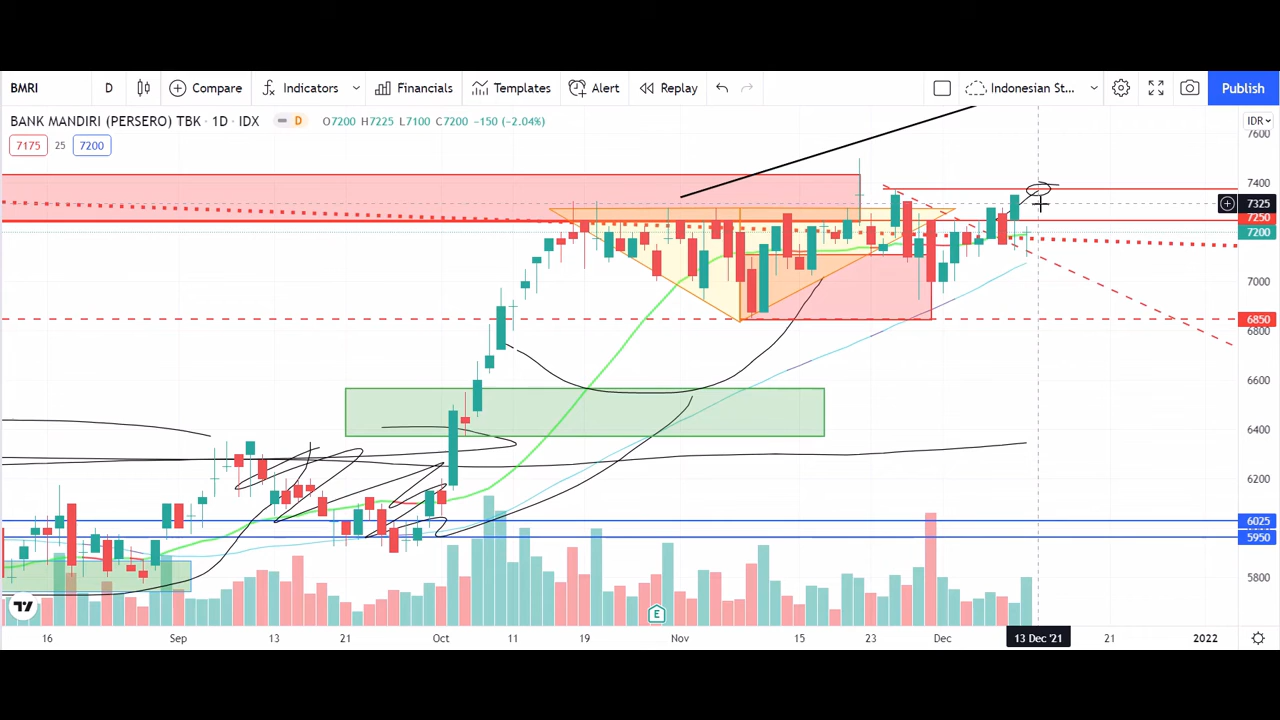 BMRI D Compare Indicators Financials Templates Alert Replay Indonesian St... Publish
BANK MANDIRI (PERSERO) TBK · 1D · IDX D O7200 H7225 L7100 C7200 −150 (−2.04%) IDR
7175 25 7200
7600
7400
7325
7250
7200
7000
6850
6800
6600
6400
6200
6025
5950
5800
E
16 Sep 13 21 Oct 11 19 Nov 15 23 Dec 13 Dec '21 21 2022